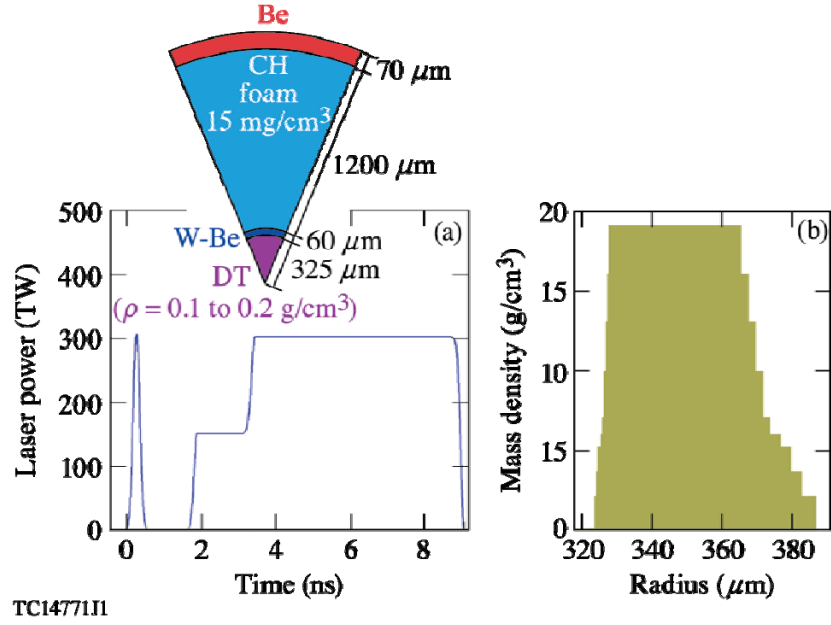 Be
CH
foam
15 mg/cm³
70 μm
1200 μm
W-Be
60 μm
325 μm
DT
(ρ = 0.1 to 0.2 g/cm³)
(a)
Laser power (TW)
500
400
300
200
100
0
0 2 4 6 8
Time (ns)
(b)
Mass density (g/cm³)
20
15
10
15
0
320 340 360 380
Radius (μm)
TC14771J1